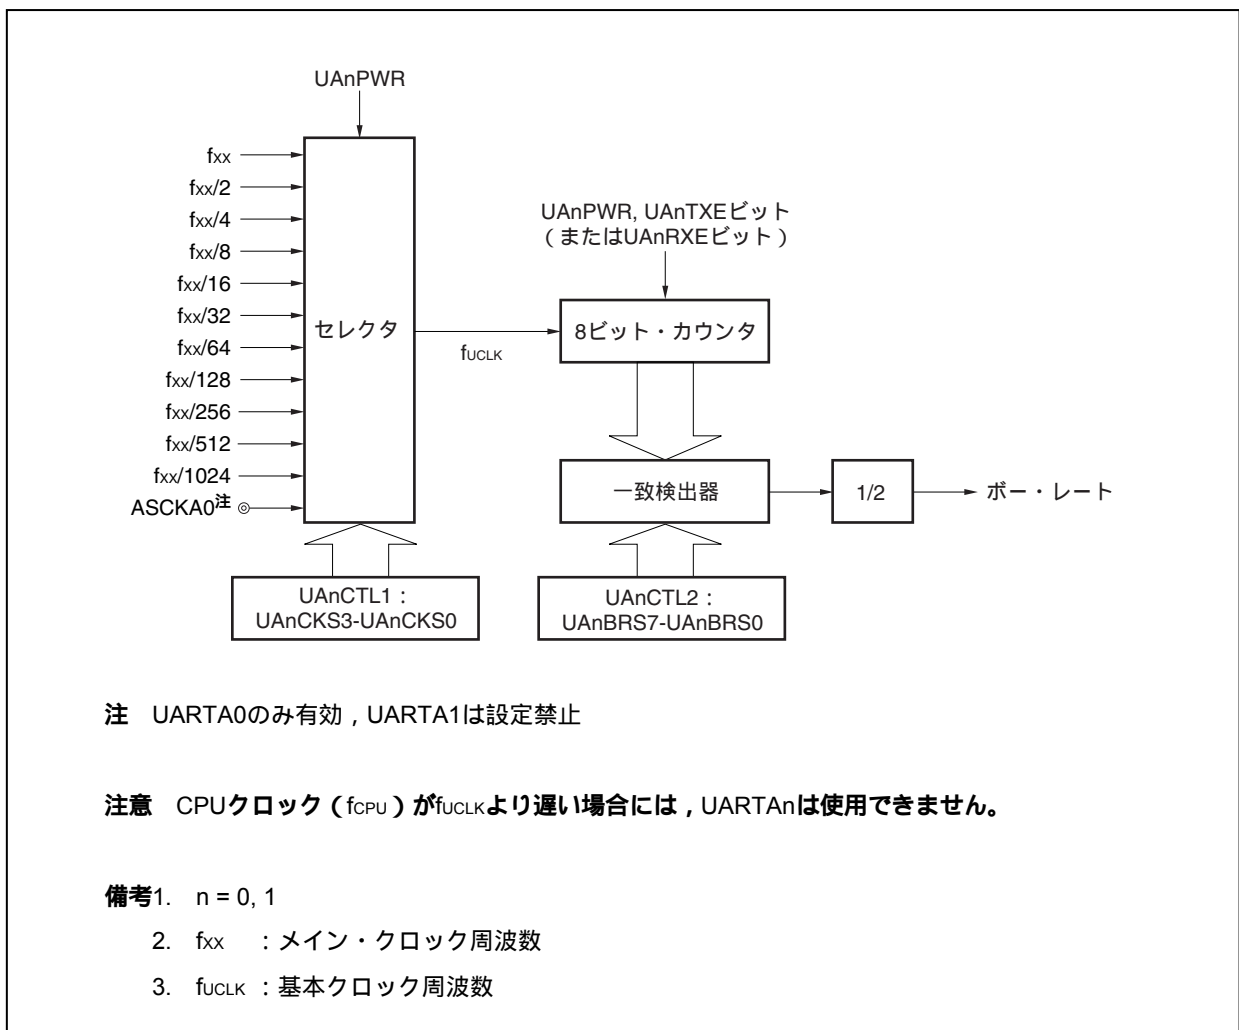 UAnPWR
fxx
fxx/2
fxx/4
fxx/8
fxx/16
fxx/32
fxx/64
fxx/128
fxx/256
fxx/512
fxx/1024
ASCKA0注
セレクタ
fUCLK
UAnPWR, UAnTXEビット
（またはUAnRXEビット）
8ビット・カウンタ
一致検出器
1/2
ボー・レート
UAnCTL1：
UAnCKS3-UAnCKS0
UAnCTL2：
UAnBRS7-UAnBRS0
注 UARTA0のみ有効，UARTA1は設定禁止
注意 CPUクロック（fCPU）がfUCLKより遅い場合には，UARTAnは使用できません。
備考1. n = 0, 1
2. fxx ：メイン・クロック周波数
3. fUCLK ：基本クロック周波数